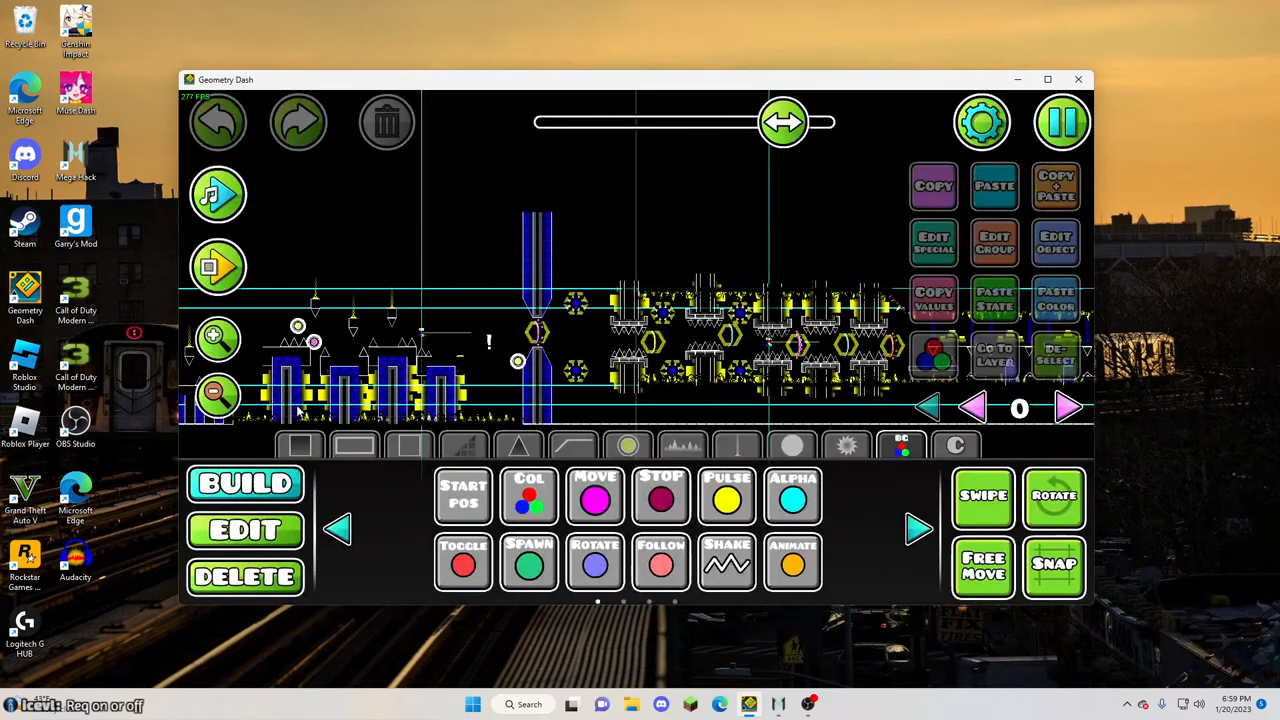 Recycle Bin
Genshin
Impact
Microsoft
Edge
Muse Dash
Discord
Mega Hack
Steam
Garry's Mod
Geometry
Dash
Call of Duty
Modern ...
Roblox
Studio
Call of Duty
Modern ...
Roblox Player
OBS Studio
Grand Theft
Auto V
Microsoft
Edge
Rockstar
Games ...
Audacity
Logitech G
HUB
Geometry Dash
277 FPS
COPY
PASTE
COPY
+
PASTE
EDIT
SPECIAL
EDIT
GROUP
EDIT
OBJECT
COPY
VALUES
PASTE
STATE
PASTE
COLOR
GO TO
LAYER
DE-
SELECT
0
!
BG
C
BUILD
EDIT
DELETE
START
POS
COL
MOVE
STOP
PULSE
ALPHA
TOGGLE
SPAWN
ROTATE
FOLLOW
SHAKE
ANIMATE
SWIPE
ROTATE
FREE
MOVE
SNAP
43°F
icevl: Req on or off
Search
6:59 PM
1/20/2023